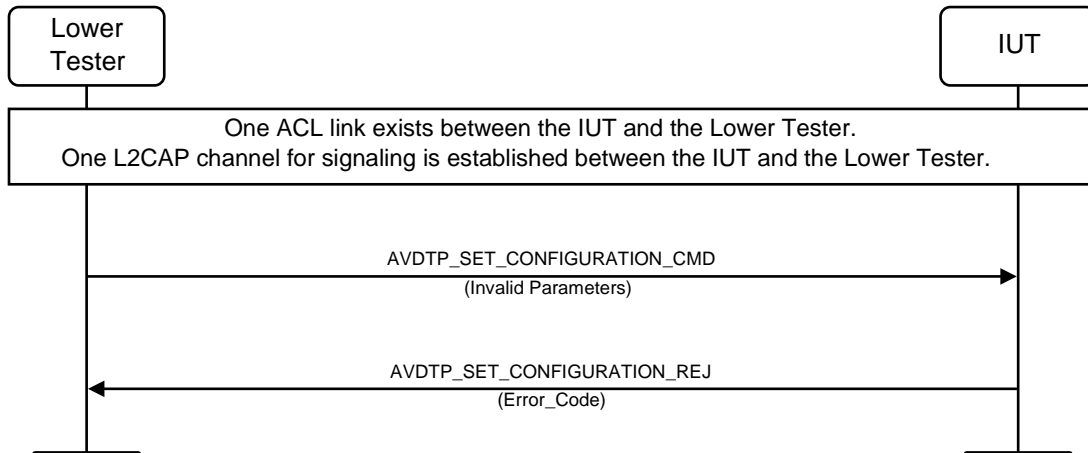 Lower
Tester
IUT
One ACL link exists between the IUT and the Lower Tester.
One L2CAP channel for signaling is established between the IUT and the Lower Tester.
AVDTP_SET_CONFIGURATION_CMD
(Invalid Parameters)
AVDTP_SET_CONFIGURATION_REJ
(Error_Code)